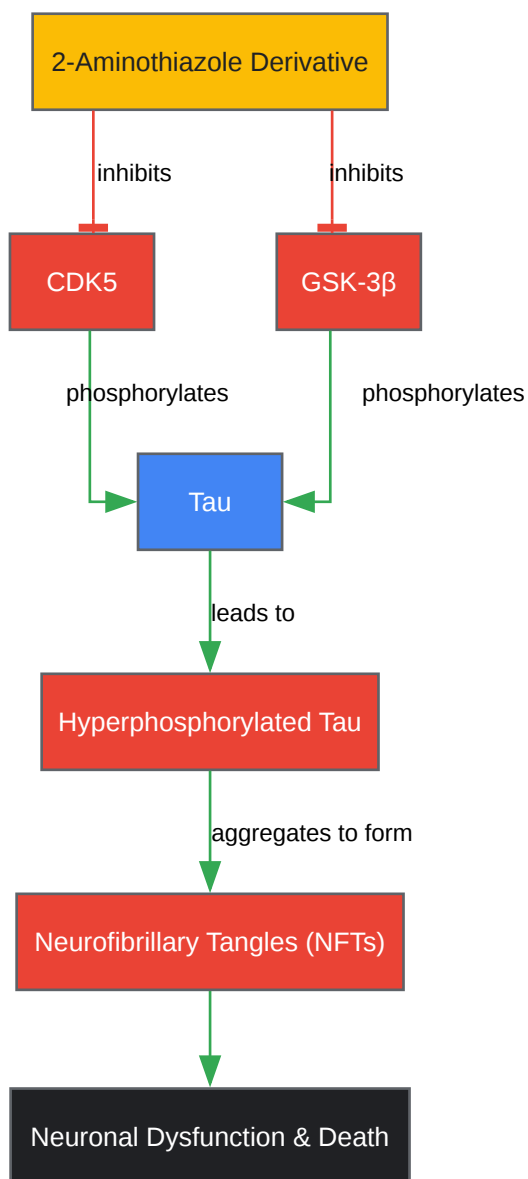 2-Aminothiazole Derivative
inhibits
inhibits
CDK5
GSK-3β
phosphorylates
phosphorylates
Tau
leads to
Hyperphosphorylated Tau
aggregates to form
Neurofibrillary Tangles (NFTs)
Neuronal Dysfunction & Death